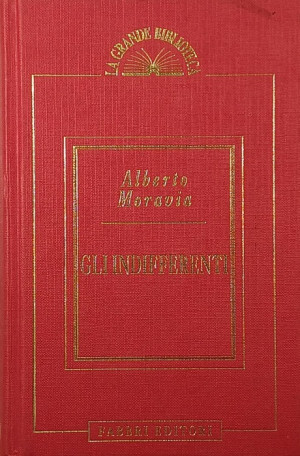 LA GRANDE BIBLIOTECA
Alberto
Moravia
GLI INDIFFERENTI
FABBRI EDITORI